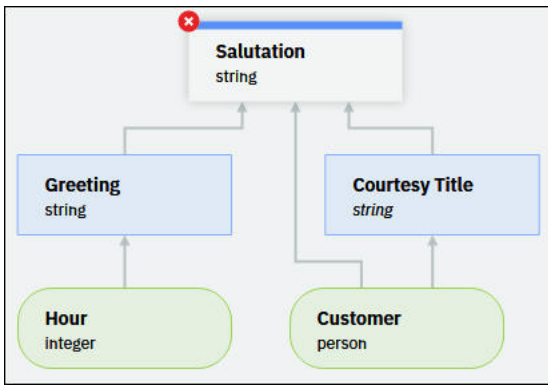 Salutation
string
Greeting
string
Courtesy Title
string
Hour
integer
Customer
person